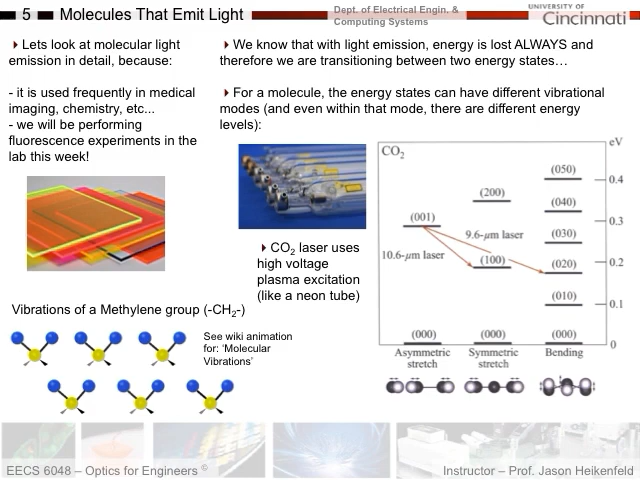 5 Molecules That Emit Light
Dept. of Electrical Engin. &
Computing Systems
UNIVERSITY OF
Cincinnati
Lets look at molecular light
emission in detail, because:
- it is used frequently in medical
imaging, chemistry, etc...
- we will be performing
fluorescence experiments in the
lab this week!
We know that with light emission, energy is lost ALWAYS and
therefore we are transitioning between two energy states…
For a molecule, the energy states can have different vibrational
modes (and even within that mode, there are different energy
levels):
CO2 laser uses
high voltage
plasma excitation
(like a neon tube)
CO2
eV
(050)
0.4
(200)
(040)
(001)
0.3
9.6-μm laser
(030)
10.6-μm laser
(100)
(020)
0.2
(010)
0.1
(000)
(000)
(000)
0
Asymmetric
stretch
Symmetric
stretch
Bending
Vibrations of a Methylene group (-CH2-)
See wiki animation
for: ‘Molecular
Vibrations’
EECS 6048 – Optics for Engineers ©
Instructor – Prof. Jason Heikenfeld